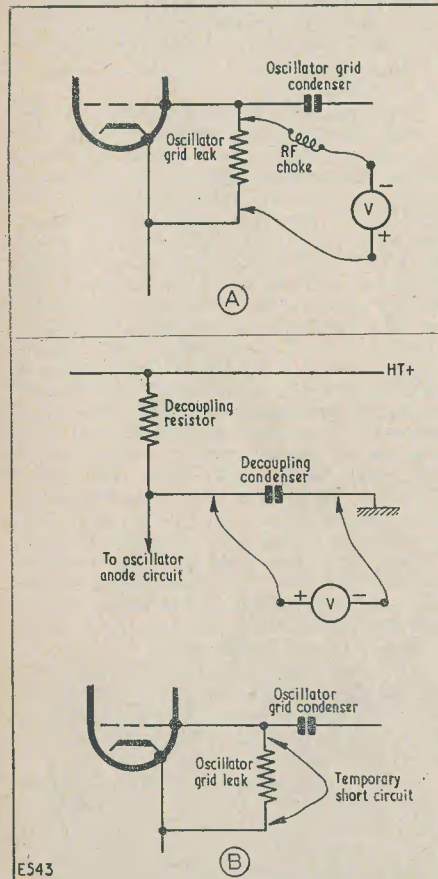 Oscillator grid
condenser
Oscillator
grid leak
RF
choke
−
V
+
A
HT+
Decoupling
resistor
Decoupling
condenser
To oscillator
anode circuit
+ V −
Oscillator
grid condenser
Oscillator
grid leak
Temporary
short circuit
B
E543